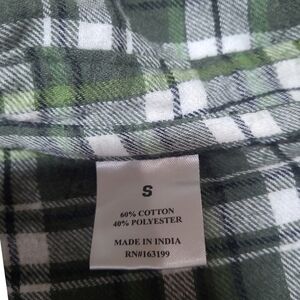 S
60% COTTON
40% POLYESTER
MADE IN INDIA
RN#163199